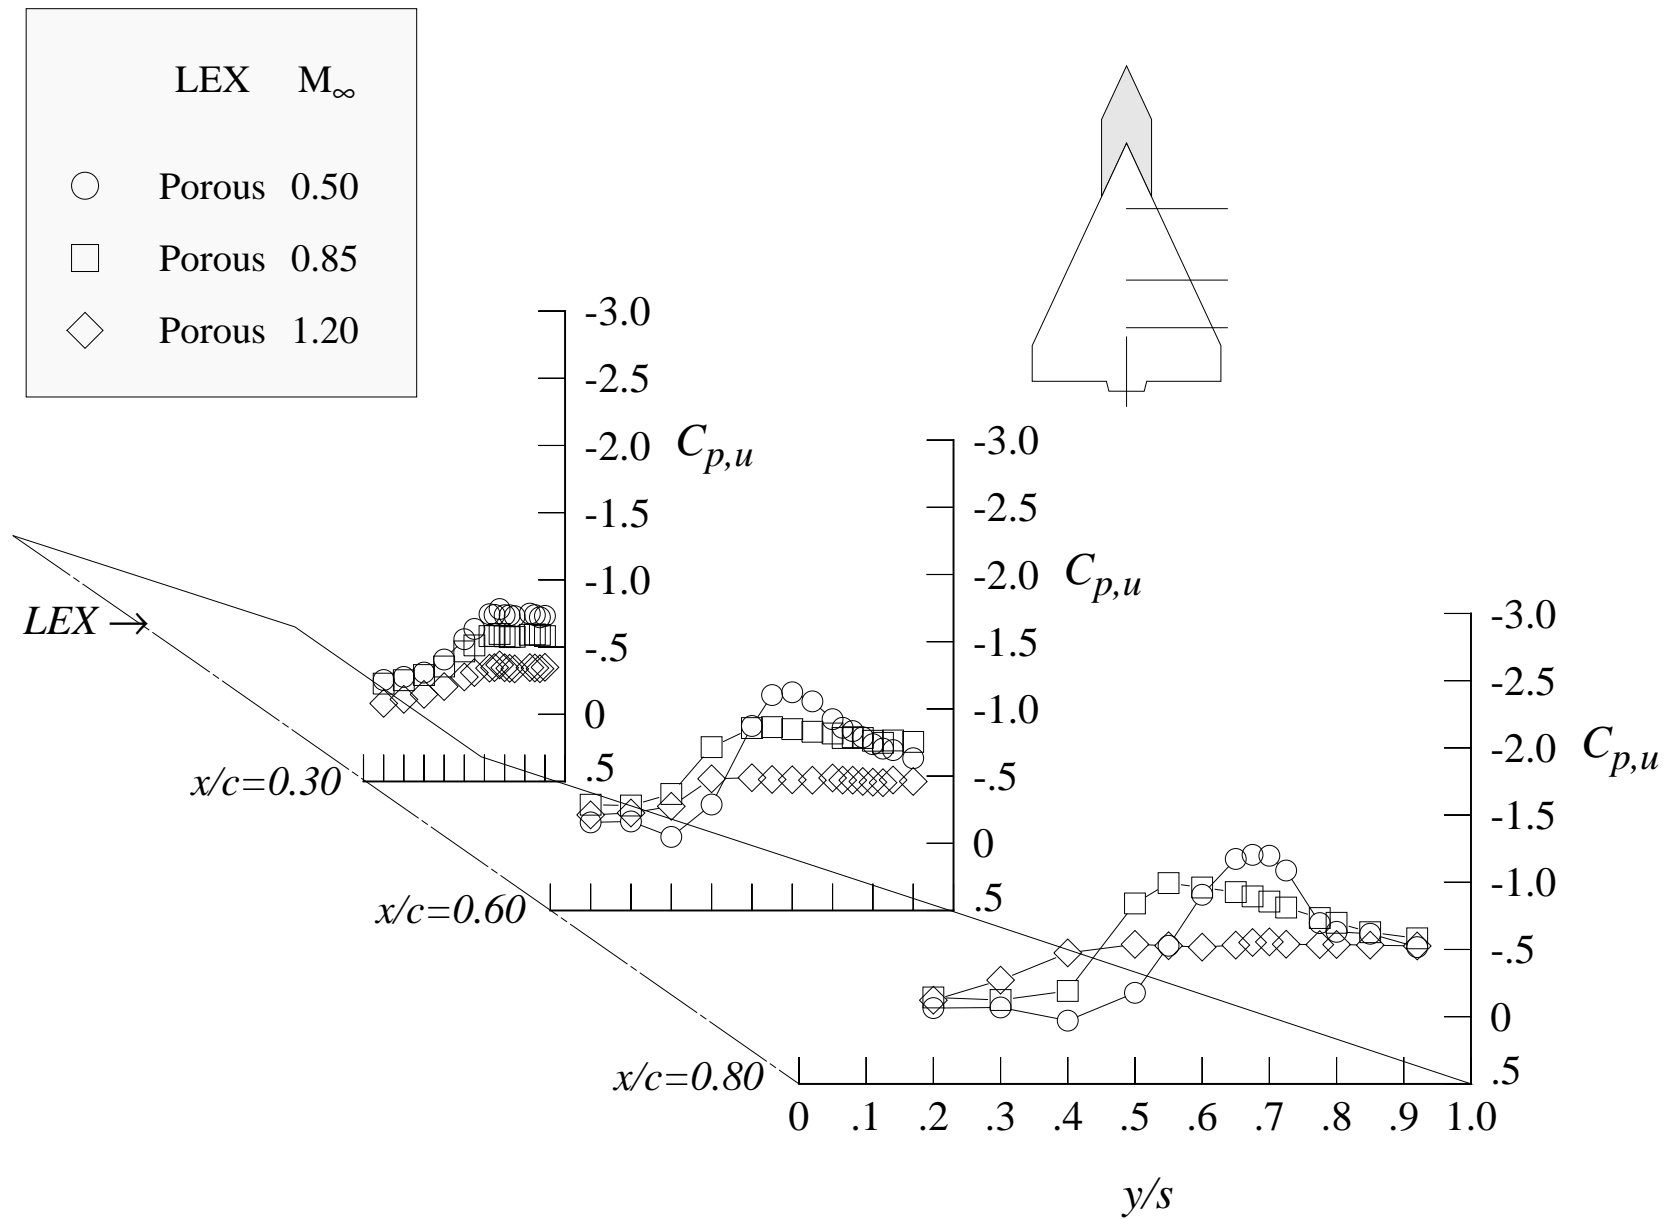 LEX M∞
Porous 0.50
Porous 0.85
Porous 1.20
-3.0
-2.5
-2.0
-1.5
-1.0
-.5
0
.5
Cp,u
x/c=0.30
LEX →
-3.0
-2.5
-2.0
-1.5
-1.0
-.5
0
.5
Cp,u
x/c=0.60
-3.0
-2.5
-2.0
-1.5
-1.0
-.5
0
.5
Cp,u
x/c=0.80
0 .1 .2 .3 .4 .5 .6 .7 .8 .9 1.0
y/s